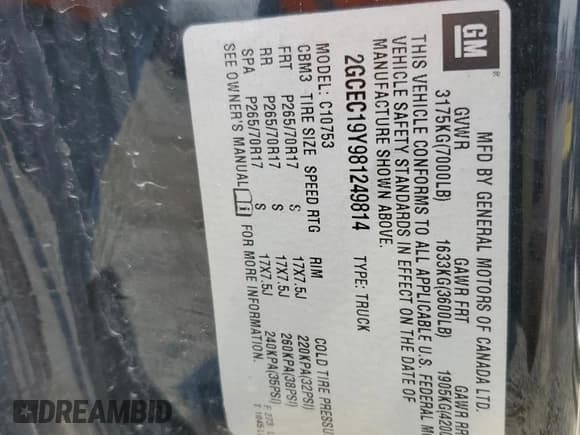 GM
®
MFD BY GENERAL MOTORS OF CANADA LTD.
GVWR GAWR FRT GAWR RR
3175KG(7000LB) 1633KG(3600LB) 1905KG(4200L
THIS VEHICLE CONFORMS TO ALL APPLICABLE U.S. FEDERAL M
VEHICLE SAFETY STANDARDS IN EFFECT ON THE DATE OF
MANUFACTURE SHOWN ABOVE.
2GCEC19Y981249814 TYPE: TRUCK
MODEL: C10753
CBM3 TIRE SIZE SPEED RTG RIM COLD TIRE PRESSU
FRT P265/70R17 S 17X7.5J 220KPA(32PSI)
RR P265/70R17 S 17X7.5J 260KPA(38PSI)
SPA P265/70R17 S 17X7.5J 240KPA(35PSI)
SEE OWNER'S MANUAL i FOR MORE INFORMATION.
DREAMBID